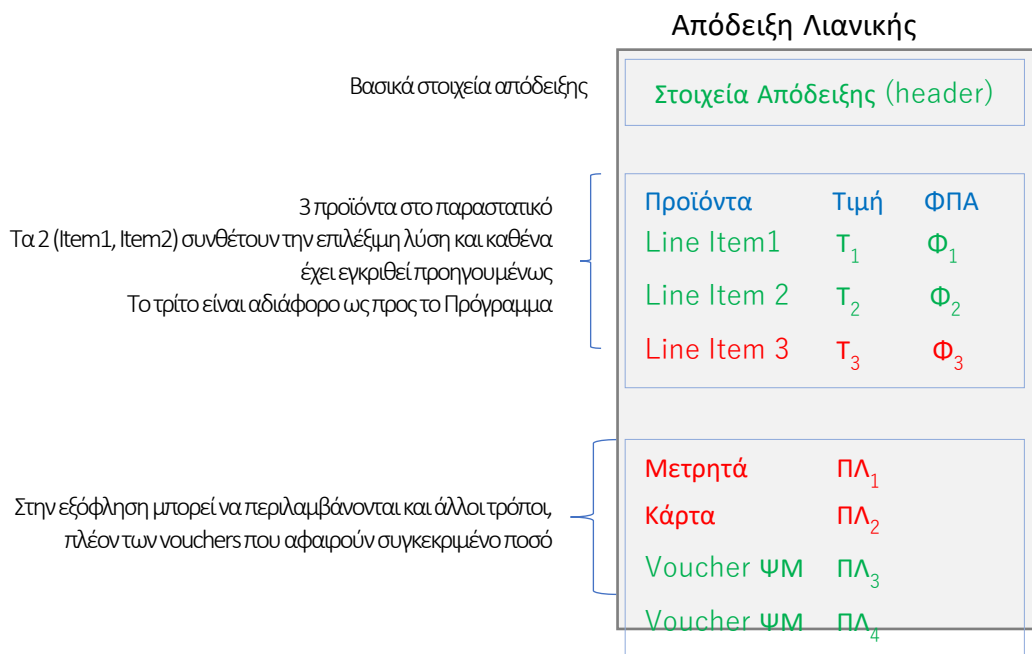 Απόδειξη Λιανικής
Βασικά στοιχεία απόδειξης
Στοιχεία Απόδειξης (header)
3 προϊόντα στο παραστατικό
Τα 2 (Item1, Item2) συνθέτουν την επιλέξιμη λύση και καθένα
έχει εγκριθεί προηγουμένως
Το τρίτο είναι αδιάφορο ως προς το Πρόγραμμα
Προϊόντα Τιμή ΦΠΑ
Line Item1 Τ1 Φ1
Line Item 2 Τ2 Φ2
Line Item 3 Τ3 Φ3
Στην εξόφληση μπορεί να περιλαμβάνονται και άλλοι τρόποι,
πλέον των vouchers που αφαιρούν συγκεκριμένο ποσό
Μετρητά ΠΛ1
Κάρτα ΠΛ2
Voucher ΨΜ ΠΛ3
Voucher ΨΜ ΠΛ4